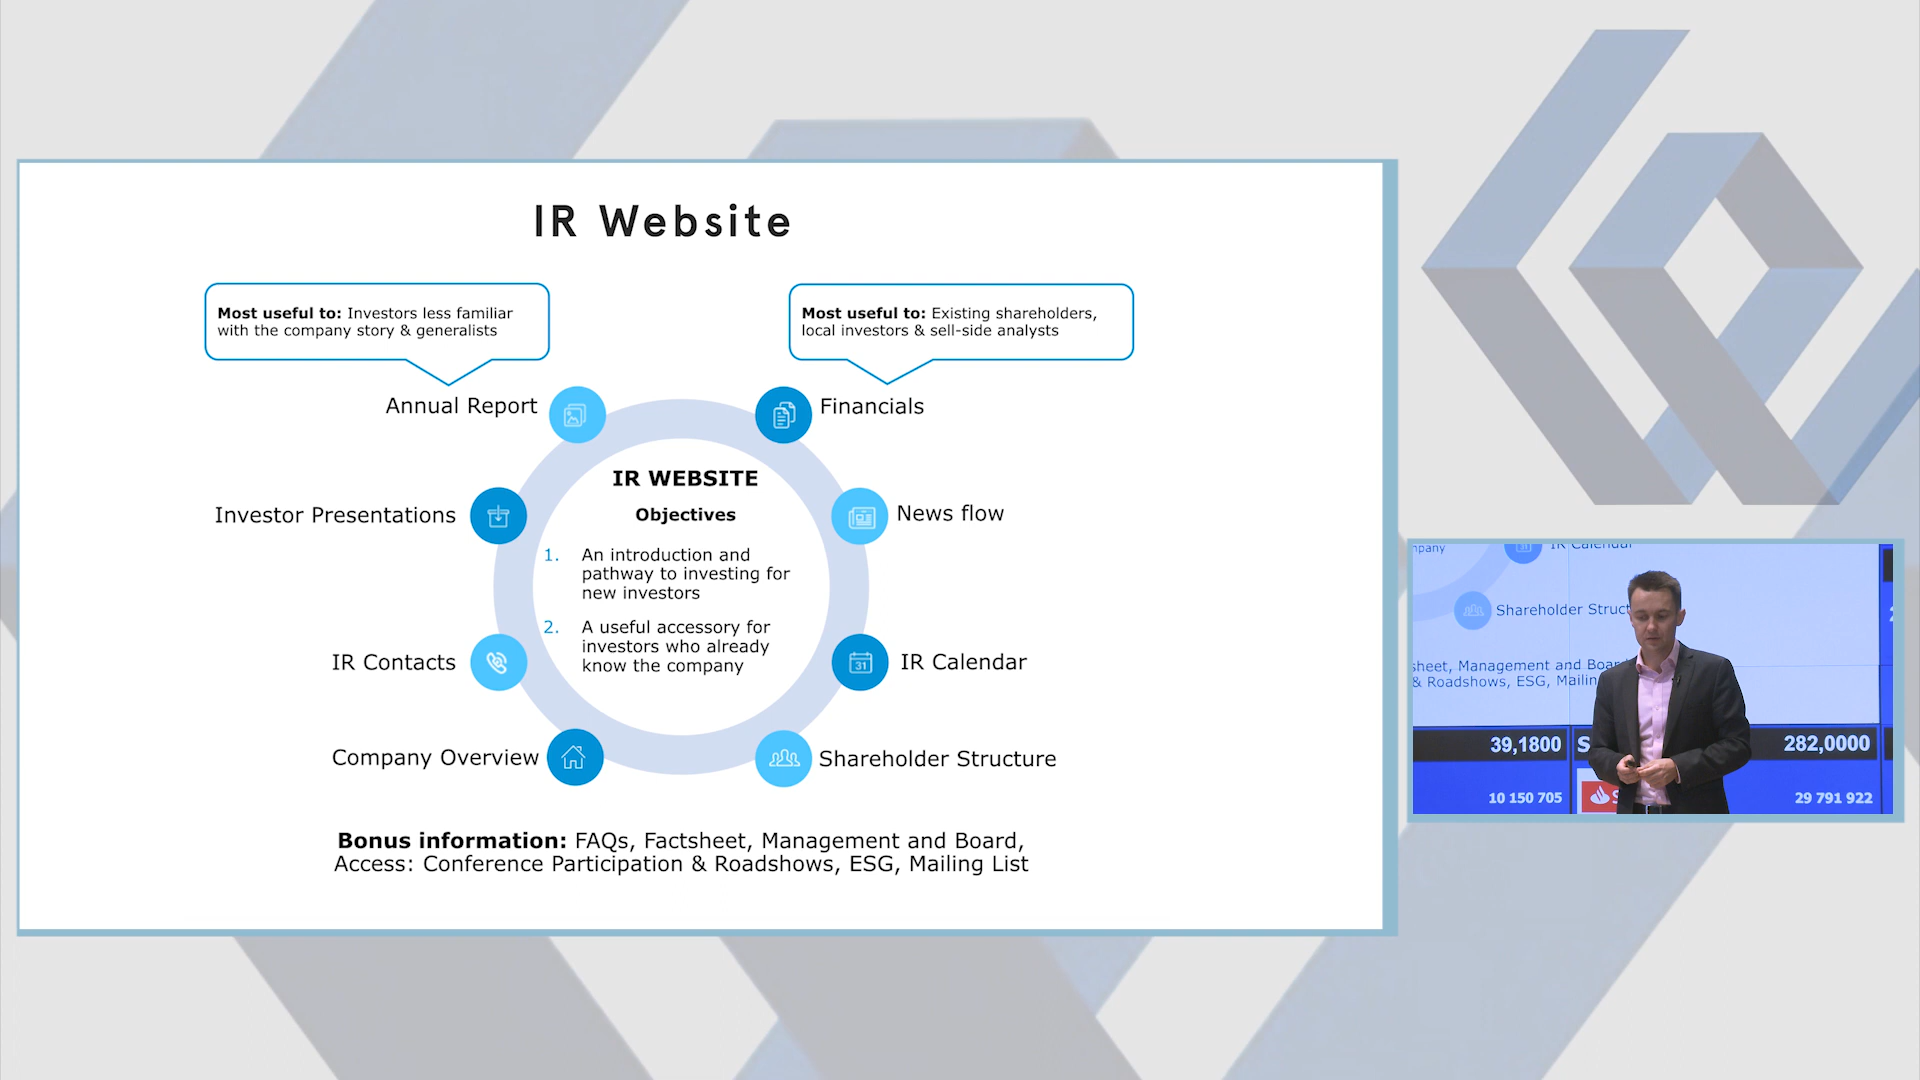 IR Website
Most useful to: Investors less familiar
with the company story & generalists
Most useful to: Existing shareholders,
local investors & sell-side analysts
Annual Report
Financials
Investor Presentations
News flow
IR Contacts
IR Calendar
31
Company Overview
Shareholder Structure
IR WEBSITE
Objectives
1. An introduction and
pathway to investing for
new investors
2. A useful accessory for
investors who already
know the company
Bonus information: FAQs, Factsheet, Management and Board,
Access: Conference Participation & Roadshows, ESG, Mailing List
mpany
IR Calendar
Shareholder Struct
sheet, Management and Boar
& Roadshows, ESG, Mailin
39,1800
S
282,0000
10 150 705
S
29 791 922